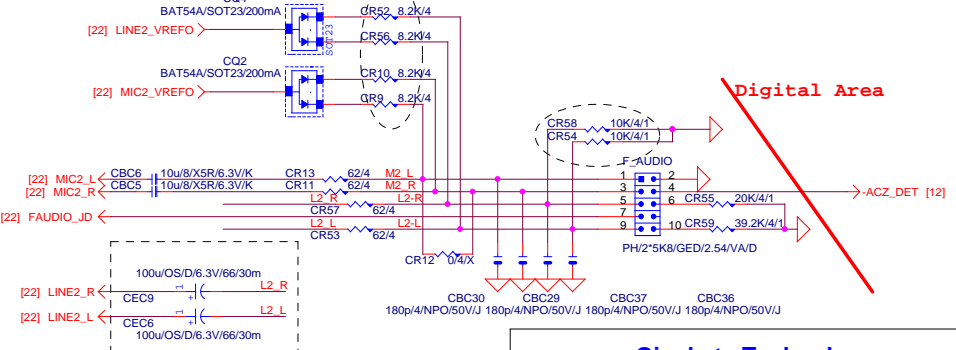 BAT54A/SOT23/200mA
CR52 8.2K/4
[22] LINE2_VREFO
SOT23
CR56 8.2K/4
CQ2
BAT54A/SOT23/200mA
CR10 8.2K/4
[22] MIC2_VREFO
CR9 8.2K/4
Digital Area
CR58 10K/4/1
CR54 10K/4/1
F_AUDIO
[22] MIC2_L CBC6 10u/8/X5R/6.3V/K CR13 62/4 M2_L 1 2
[22] MIC2_R CBC5 10u/8/X5R/6.3V/K CR11 62/4 M2_R 3 4 -ACZ_DET [12]
L2_R L2-R 5 6 CR55 20K/4/1
CR57 62/4
[22] FAUDIO_JD 7
L2_L L2-L 9 10 CR59 39.2K/4/1
CR53 62/4
PH/2*5K8/GED/2.54/VA/D
CR12 0/4/X
100u/OS/D/6.3V/66/30m
[22] LINE2_R 1 L2_R
CEC9 +
CBC30 CBC29 CBC37 CBC36
180p/4/NPO/50V/J 180p/4/NPO/50V/J 180p/4/NPO/50V/J 180p/4/NPO/50V/J
[22] LINE2_L 1 L2_L
CEC6 +
100u/OS/D/6.3V/66/30m